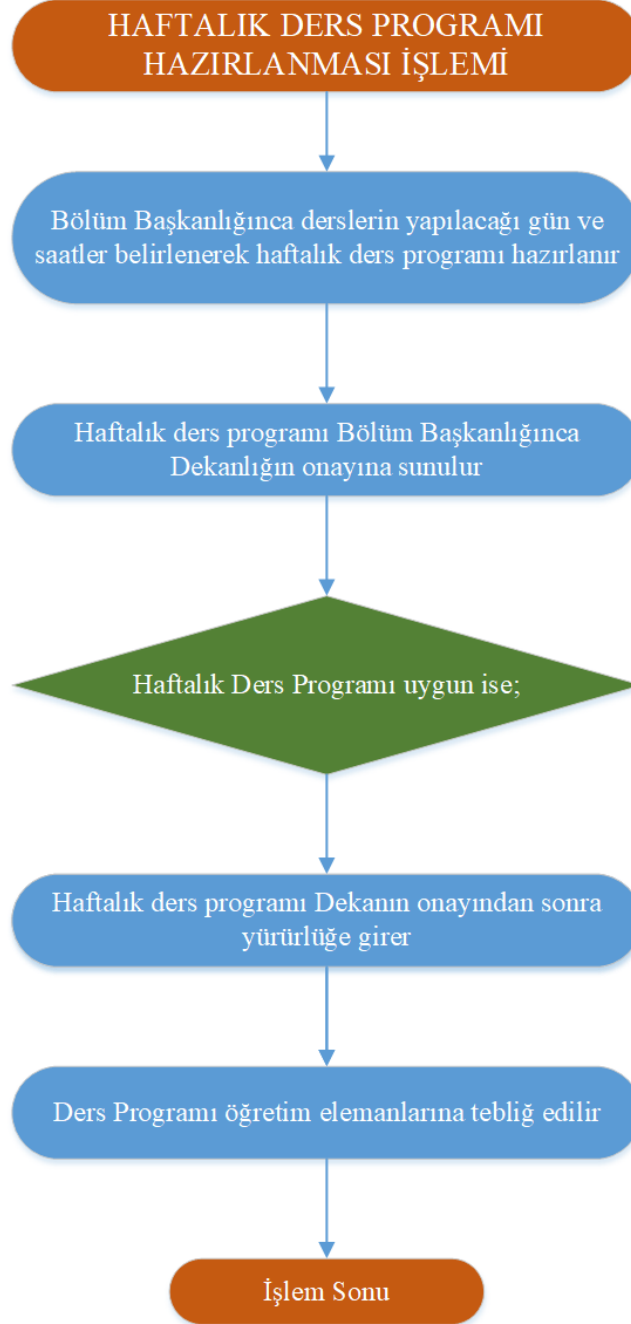 HAFTALIK DERS PROGRAMI
HAZIRLANMASI İŞLEMİ
Bölüm Başkanlığınca derslerin yapılacağı gün ve
saatler belirlenerek haftalık ders programı hazırlanır
Haftalık ders programı Bölüm Başkanlığınca
Dekanlığın onayına sunulur
Haftalık Ders Programı uygun ise;
Haftalık ders programı Dekanın onayından sonra
yürürlüğe girer
Ders Programı öğretim elemanlarına tebliğ edilir
İşlem Sonu